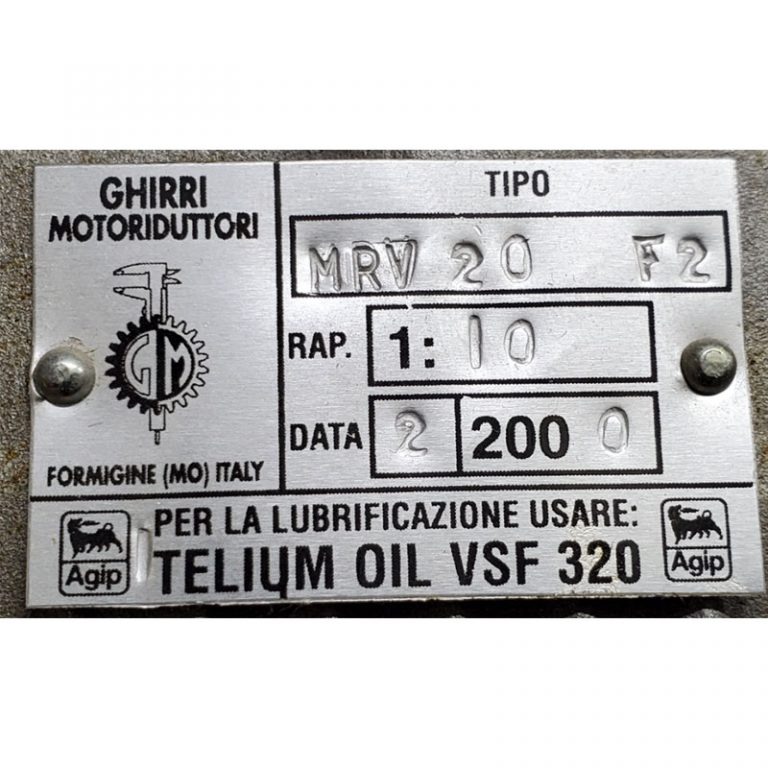 GHIRRI
MOTORIDUTTORI
GM
FORMIGINE (MO) ITALY
TIPO
MRV 20 F2
RAP. 1: 10
DATA 2 200 0
PER LA LUBRIFICAZIONE USARE:
TELIUM OIL VSF 320
Agip
Agip